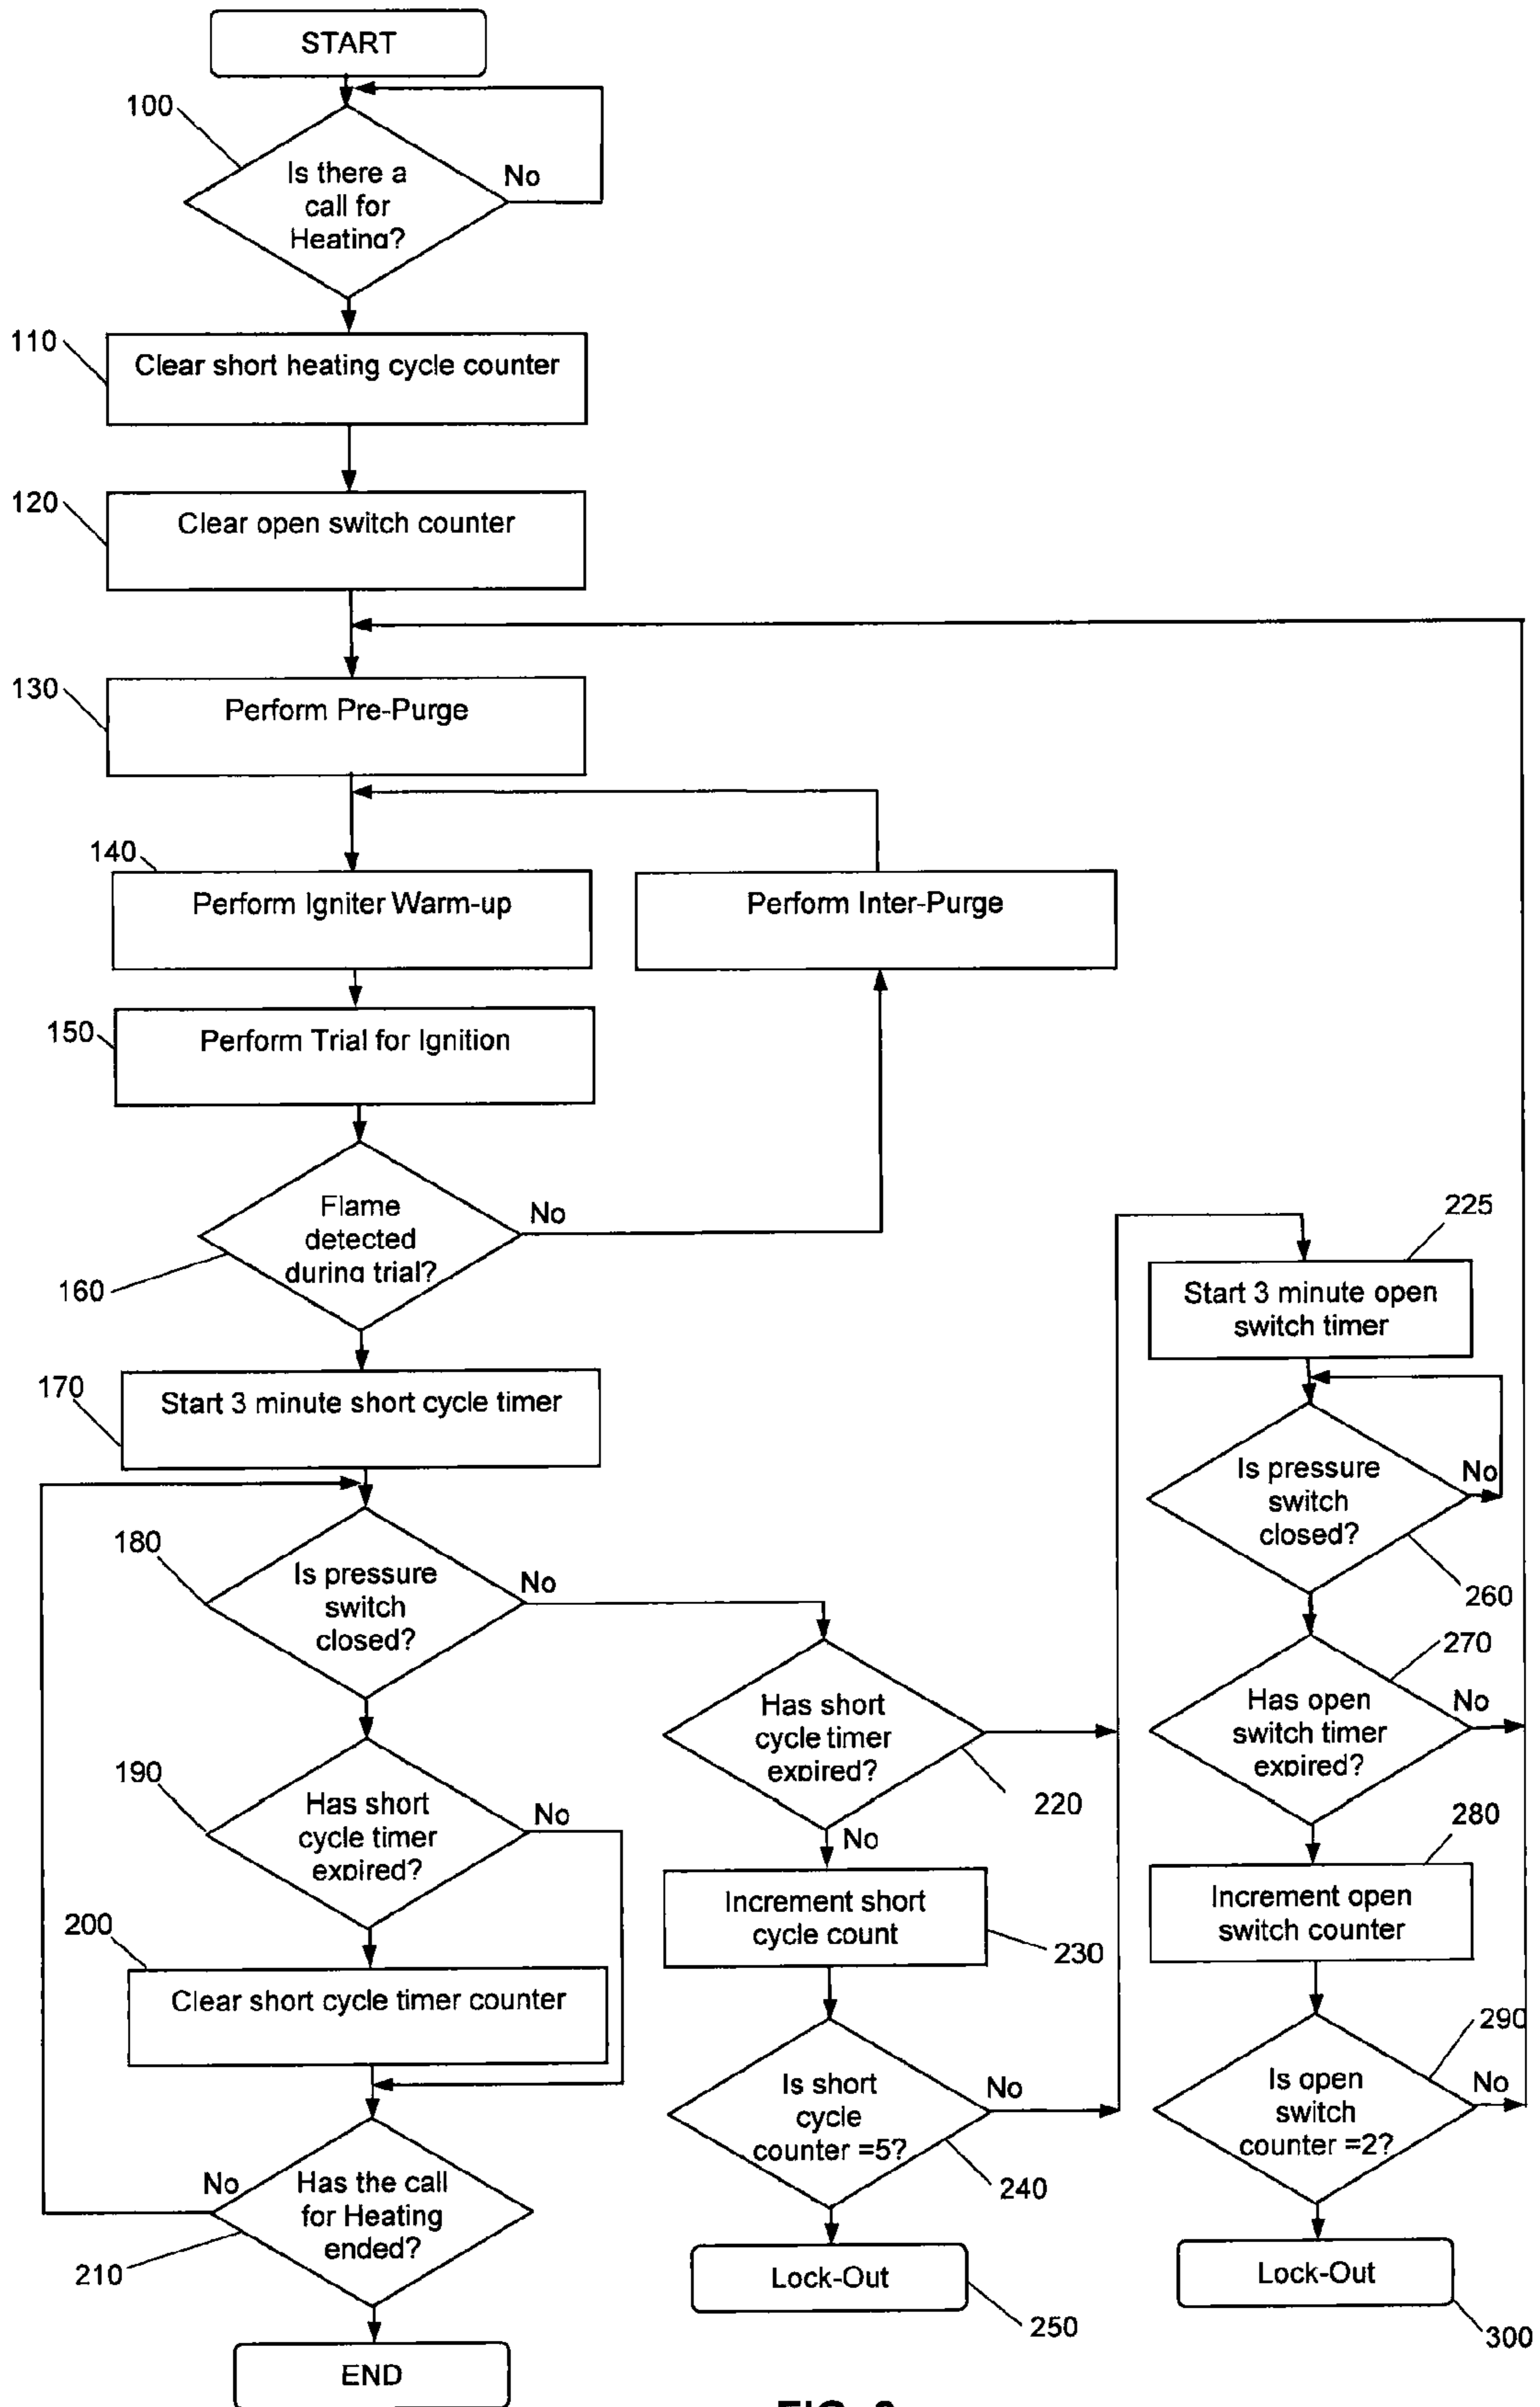 START
100
Is there a
call for
Heating?
No
110
Clear short heating cycle counter
120
Clear open switch counter
130
Perform Pre-Purge
140
Perform Igniter Warm-up
Perform Inter-Purge
150
Perform Trial for Ignition
160
Flame
detected
during trial?
No
170
Start 3 minute short cycle timer
180
Is pressure
switch
closed?
No
190
Has short
cycle timer
expired?
No
200
Clear short cycle timer counter
210
No
Has the call
for Heating
ended?
END
Has short
cycle timer
expired?
220
No
Increment short
cycle count
230
Is short
cycle
counter =5?
No
240
Lock-Out
250
225
Start 3 minute open
switch timer
Is pressure
switch
closed?
No
260
270
Has open
switch timer
expired?
No
280
Increment open
switch counter
290
Is open
switch
counter =2?
No
Lock-Out
300